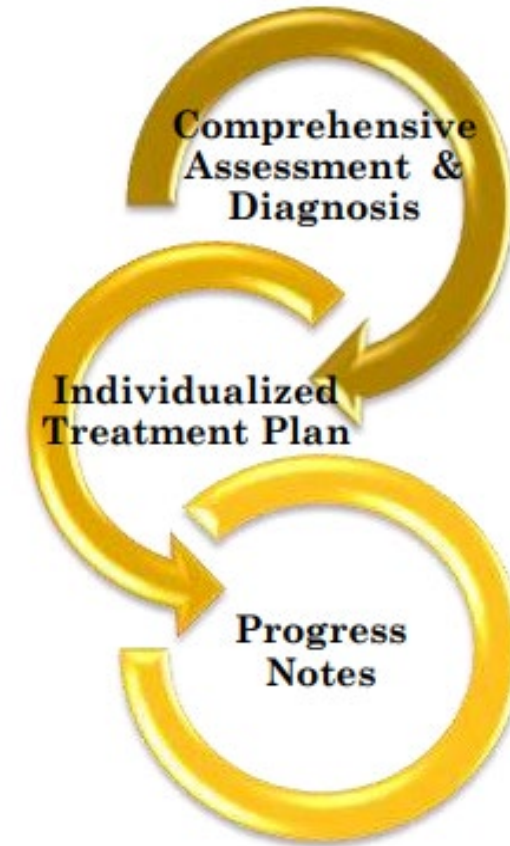 Comprehensive
Assessment &
Diagnosis
Individualized
Treatment Plan
Progress
Notes